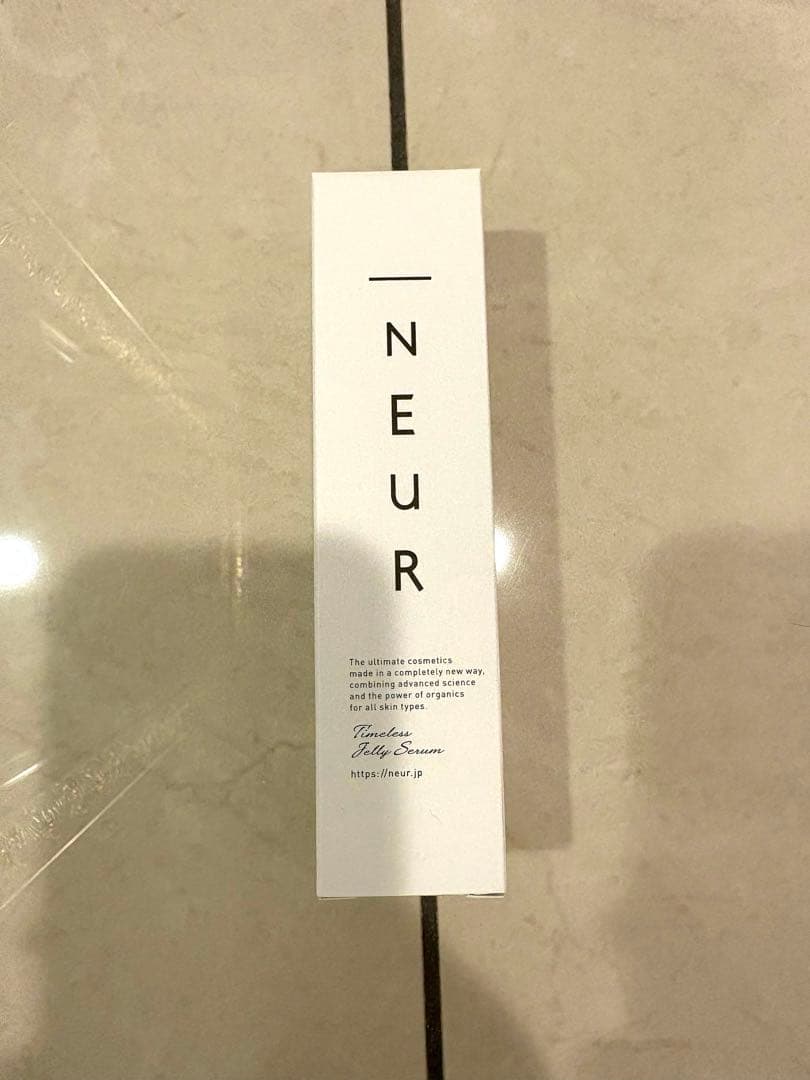 NEUR
The ultimate cosmetics
made in a completely new way,
combining advanced science
and the power of organics
for all skin types.
Timeless
Jelly Serum
https://neur.jp